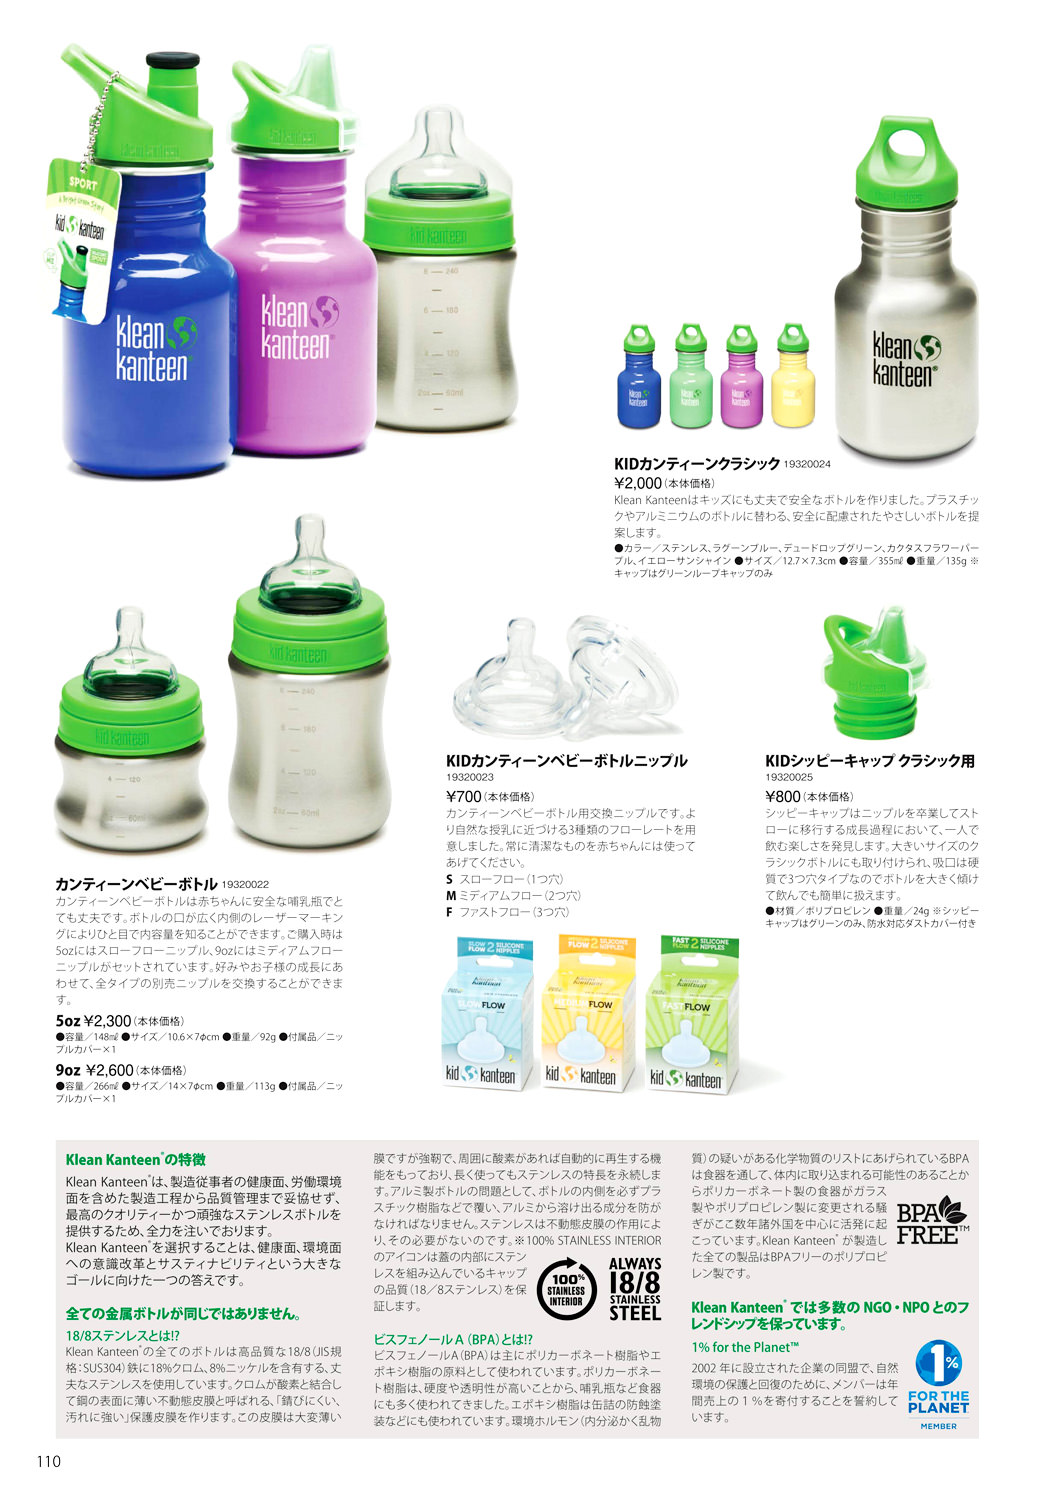 SPORT
A Bright Green Start
kid kanteen
klean
kanteen
klean
kanteen
kid kanteen
8 — 240
6 — 180
4 — 120
2oz — 60ml
klean
kanteen®
klean
kanteen
klean
kanteen
klean
kanteen
klean
kanteen
KIDカンティーンクラシック 19320024
¥2,000（本体価格）
Klean Kanteenはキッズにも丈夫で安全なボトルを作りました。プラスチッ
クやアルミニウムのボトルに替わる、安全に配慮されたやさしいボトルを提
案します。
●カラー／ステンレス、ラグーンブルー、デュードロップグリーン、カクタスフラワーパー
プル、イエローサンシャイン ●サイズ／12.7×7.3cm ●容量／355㎖ ●重量／135g ※
キャップはグリーンループキャップのみ
kid kanteen
4 — 120
2oz — 60ml
kid kanteen
8 — 240
6 — 180
4 — 120
2oz — 60ml
カンティーンベビーボトル 19320022
カンティーンベビーボトルは赤ちゃんに安全な哺乳瓶でと
ても丈夫です。ボトルの口が広く内側のレーザーマーキン
グによりひと目で内容量を知ることができます。ご購入時は
5ozにはスローフローニップル、9ozにはミディアムフロー
ニップルがセットされています。好みやお子様の成長にあ
わせて、全タイプの別売ニップルを交換することができま
す。
5oz ¥2,300（本体価格）
●容量／148㎖ ●サイズ／10.6×7φcm ●重量／92g ●付属品／ニッ
プルカバー×1
9oz ¥2,600（本体価格）
●容量／266㎖ ●サイズ／14×7φcm ●重量／113g ●付属品／ニッ
プルカバー×1
KIDカンティーンベビーボトルニップル
19320023
¥700（本体価格）
カンティーンベビーボトル用交換ニップルです。よ
り自然な授乳に近づける3種類のフローレートを用
意しました。常に清潔なものを赤ちゃんには使って
あげてください。
S スローフロー（1つ穴）
M ミディアムフロー（2つ穴）
F ファストフロー（3つ穴）
SLOW FLOW 2 SILICONE NIPPLES
SLOW FLOW
kid kanteen
MEDIUM FLOW 2 SILICONE NIPPLES
MEDIUM FLOW
kid kanteen
FAST FLOW 2 SILICONE NIPPLES
FAST FLOW
kid kanteen
KIDシッピーキャップ クラシック用
19320025
¥800（本体価格）
シッピーキャップはニップルを卒業してスト
ローに移行する成長過程において、一人で
飲む楽しさを発見します。大きいサイズのク
ラシックボトルにも取り付けられ、吸口は硬
質で3つ穴タイプなのでボトルを大きく傾け
て飲んでも簡単に扱えます。
●材質／ポリプロピレン ●重量／24g ※シッピー
キャップはグリーンのみ、防水対応ダストカバー付き
Klean Kanteen®の特徴
Klean Kanteen®は、製造従事者の健康面、労働環境
面を含めた製造工程から品質管理まで妥協せず、
最高のクオリティーかつ頑強なステンレスボトルを
提供するため、全力を注いでおります。
Klean Kanteen®を選択することは、健康面、環境面
への意識改革とサスティナビリティという大きな
ゴールに向けた一つの答えです。
全ての金属ボトルが同じではありません。
18/8ステンレスとは!?
Klean Kanteen®の全てのボトルは高品質な18/8（JIS規
格：SUS304）鉄に18%クロム、8%ニッケルを含有する、丈
夫なステンレスを使用しています。クロムが酸素と結合し
て鋼の表面に薄い不動態皮膜と呼ばれる、「錆びにくい、
汚れに強い」保護皮膜を作ります。この皮膜は大変薄い
膜ですが強靭で、周囲に酸素があれば自動的に再生する機
能をもっており、長く使ってもステンレスの特長を永続しま
す。アルミ製ボトルの問題として、ボトルの内側を必ずプラ
スチック樹脂などで覆い、アルミから溶け出る成分を防が
なければなりません。ステンレスは不動態皮膜の作用によ
り、その必要がないのです。※100% STAINLESS INTERIOR
のアイコンは蓋の内部にステン
レスを組み込んでいるキャップ
の品質（18／8ステンレス）を保
証します。
100%
STAINLESS
INTERIOR
ALWAYS
18/8
STAINLESS
STEEL
ビスフェノールA（BPA）とは!?
ビスフェノールA（BPA）は主にポリカーボネート樹脂やエ
ポキシ樹脂の原料として使われています。ポリカーボネー
ト樹脂は、硬度や透明性が高いことから、哺乳瓶など食器
にも多く使われてきました。エポキシ樹脂は缶詰の防蝕塗
装などにも使われています。環境ホルモン（内分泌かく乱物
質）の疑いがある化学物質のリストにあげられているBPA
は食器を通して、体内に取り込まれる可能性のあることか
らポリカーボネート製の食器がガラス
製やポリプロピレン製に変更される騒
ぎがここ数年諸外国を中心に活発に起
こっています。Klean Kanteen®が製造し
た全ての製品はBPAフリーのポリプロピ
レン製です。
BPA
FREE™
Klean Kanteen®では多数の NGO・NPO とのフ
レンドシップを保っています。
1% for the Planet™
2002 年に設立された企業の同盟で、自然
環境の保護と回復のために、メンバーは年
間売上の 1 ％を寄付することを誓約して
います。
1%
FOR THE
PLANET
MEMBER
110